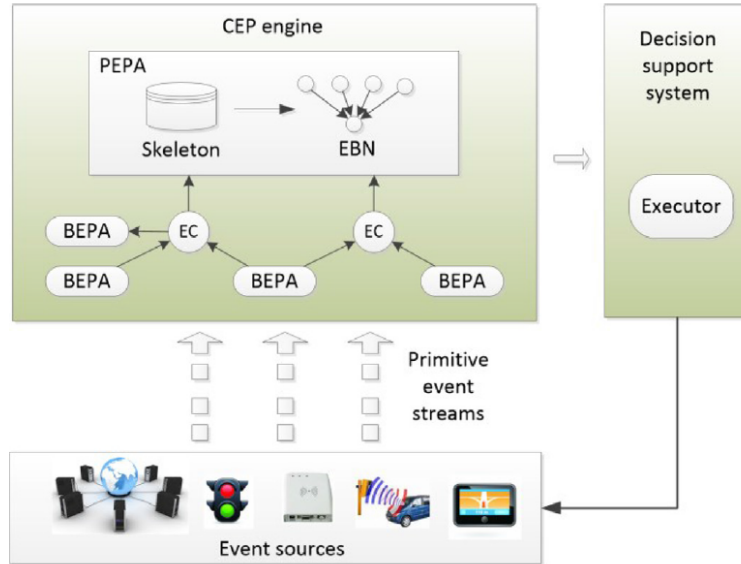 CEP engine
PEPA
Skeleton
EBN
BEPA
EC
EC
BEPA
BEPA
BEPA
Decision
support
system
Executor
Primitive
event
streams
Event sources